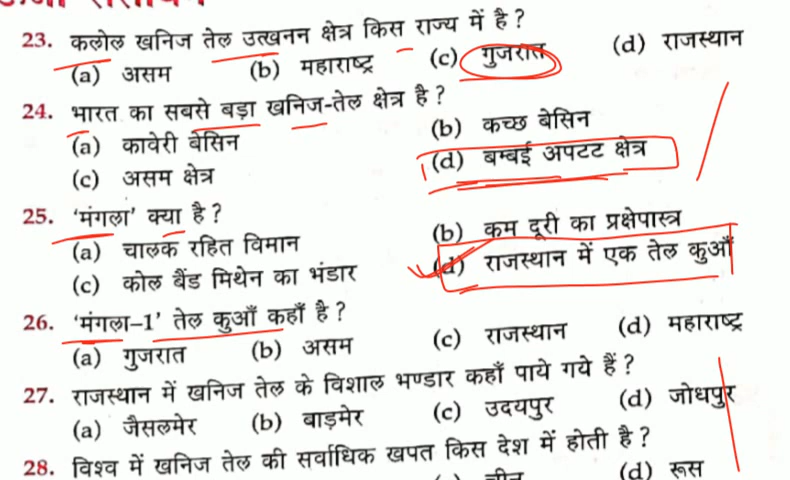 23. कलोल खनिज तेल उत्खनन क्षेत्र किस राज्य में है ?
(a) असम (b) महाराष्ट्र (c) गुजरात (d) राजस्थान
24. भारत का सबसे बड़ा खनिज-तेल क्षेत्र है ?
(a) कावेरी बेसिन (b) कच्छ बेसिन
(c) असम क्षेत्र (d) बम्बई अपटट क्षेत्र
25. 'मंगला' क्या है ?
(a) चालक रहित विमान (b) कम दूरी का प्रक्षेपास्त्र
(c) कोल बैंड मिथेन का भंडार (d) राजस्थान में एक तेल कुआँ
26. 'मंगला-1' तेल कुआँ कहाँ है ?
(a) गुजरात (b) असम (c) राजस्थान (d) महाराष्ट्र
27. राजस्थान में खनिज तेल के विशाल भण्डार कहाँ पाये गये हैं ?
(a) जैसलमेर (b) बाड़मेर (c) उदयपुर (d) जोधपुर
28. विश्व में खनिज तेल की सर्वाधिक खपत किस देश में होती है ?
चीन (d) रूस